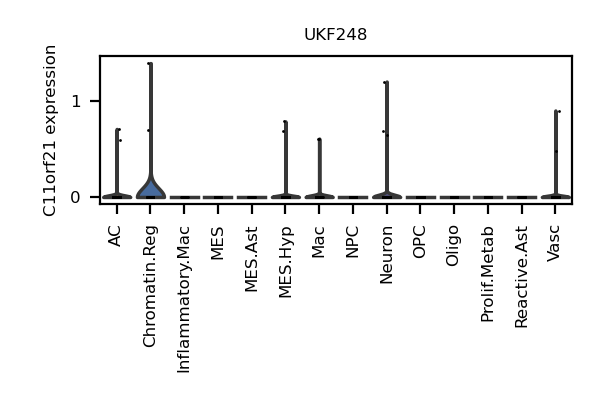 UKF248
C11orf21 expression
1
0
AC
Chromatin.Reg
Inflammatory.Mac
MES
MES.Ast
MES.Hyp
Mac
NPC
Neuron
OPC
Oligo
Prolif.Metab
Reactive.Ast
Vasc